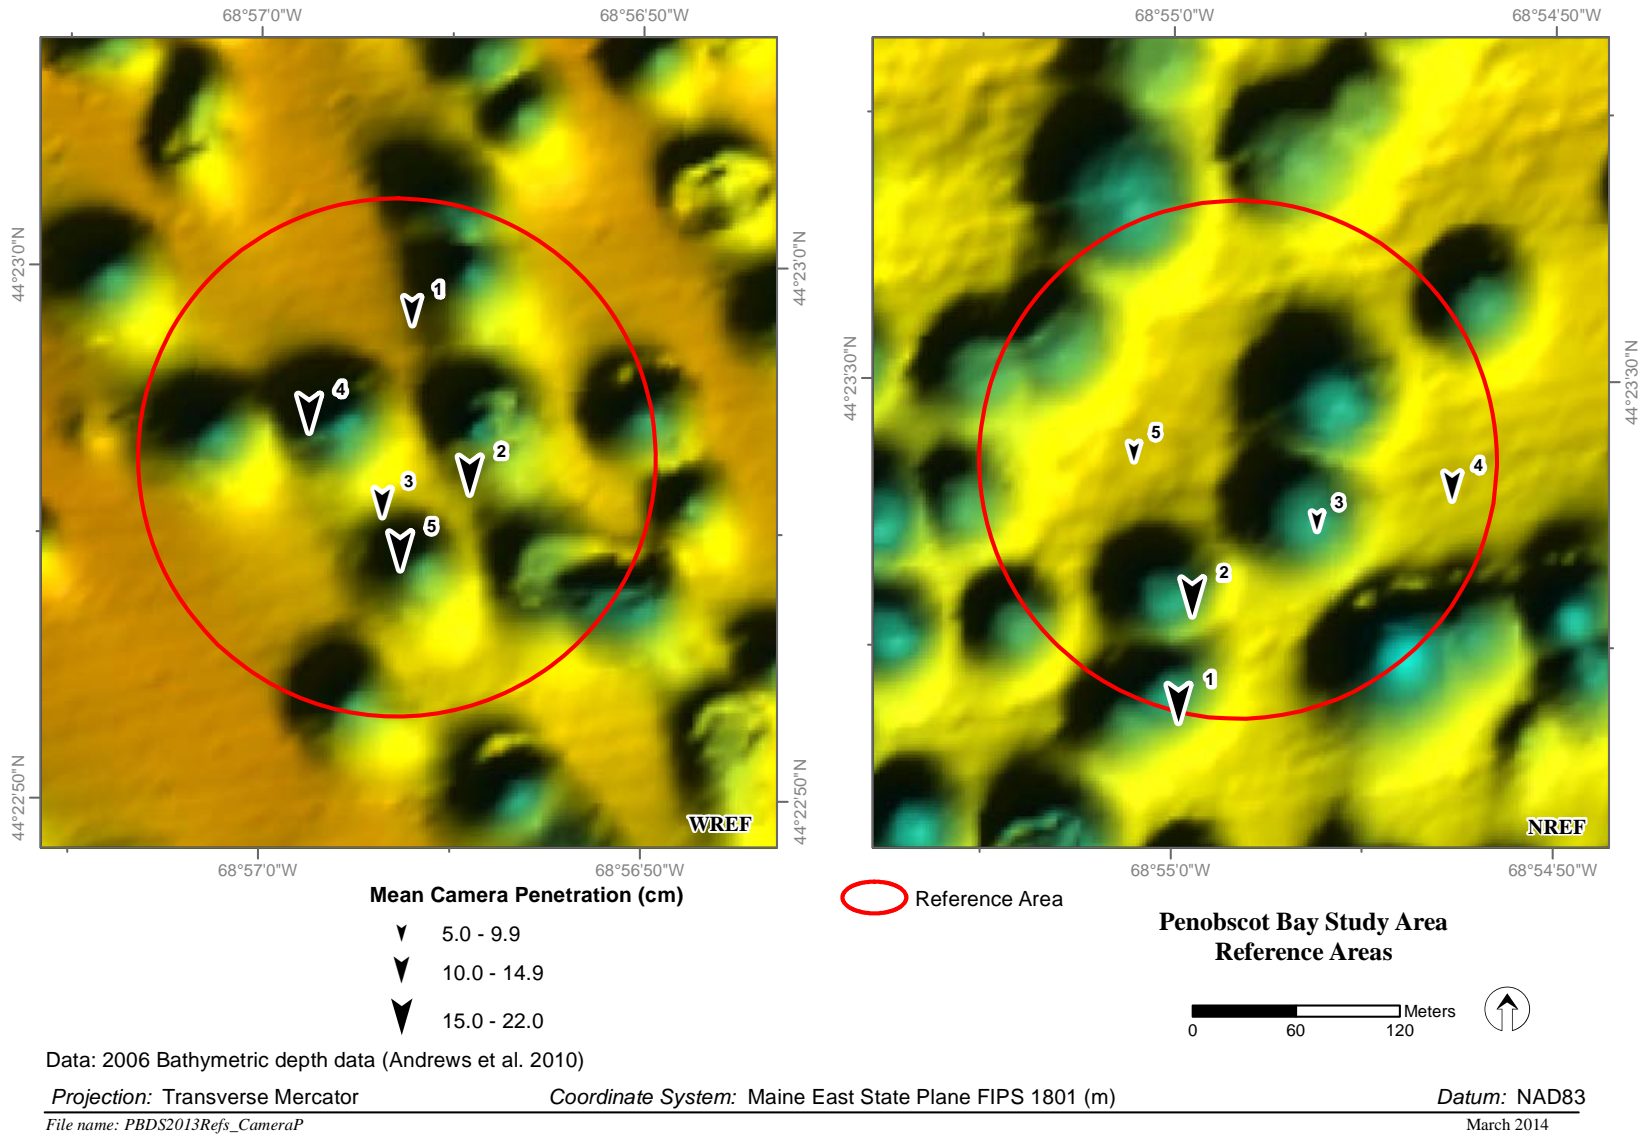 68°57'0"W
68°56'50"W
68°55'0"W
68°54'50"W
44°23'0"N
44°22'50"N
44°23'0"N
44°22'50"N
44°23'30"N
44°23'30"N
1
4
2
3
5
WREF
5
4
3
2
1
NREF
68°57'0"W
68°56'50"W
68°55'0"W
68°54'50"W
Mean Camera Penetration (cm)
5.0 - 9.9
10.0 - 14.9
15.0 - 22.0
Reference Area
Penobscot Bay Study Area
Reference Areas
Meters
0 60 120
Data: 2006 Bathymetric depth data (Andrews et al. 2010)
Projection: Transverse Mercator Coordinate System: Maine East State Plane FIPS 1801 (m) Datum: NAD83
File name: PBDS2013Refs_CameraP March 2014